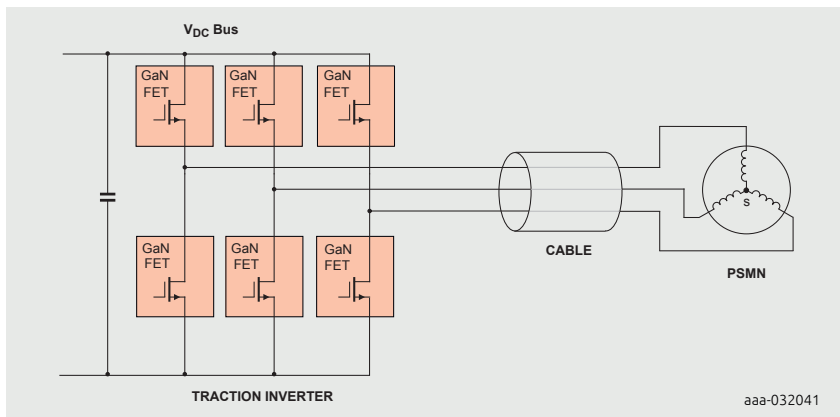 VDC Bus
GaN
FET
GaN
FET
GaN
FET
GaN
FET
GaN
FET
GaN
FET
S
CABLE
PSMN
TRACTION INVERTER
aaa-032041